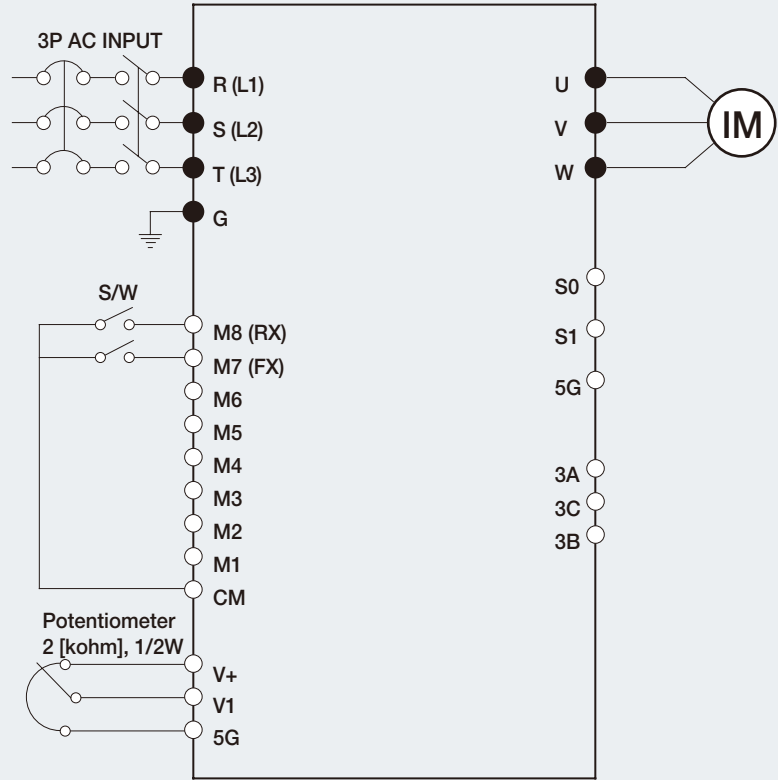 3P AC INPUT
R (L1)
S (L2)
T (L3)
G
U
V
W
IM
S/W
M8 (RX)
M7 (FX)
M6
M5
M4
M3
M2
M1
CM
S0
S1
5G
3A
3C
3B
Potentiometer
2 [kohm], 1/2W
V+
V1
5G